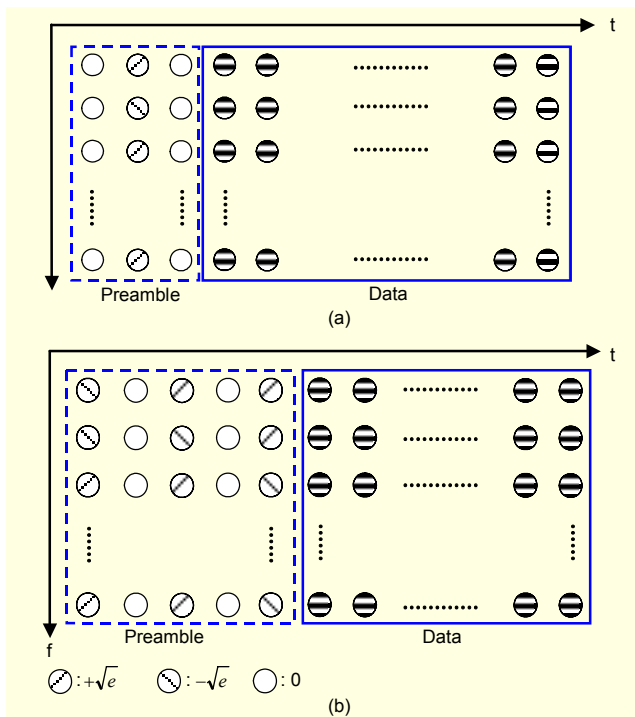 t
Preamble
Data
(a)
t
Preamble
Data
f
: +√e : −√e : 0
(b)